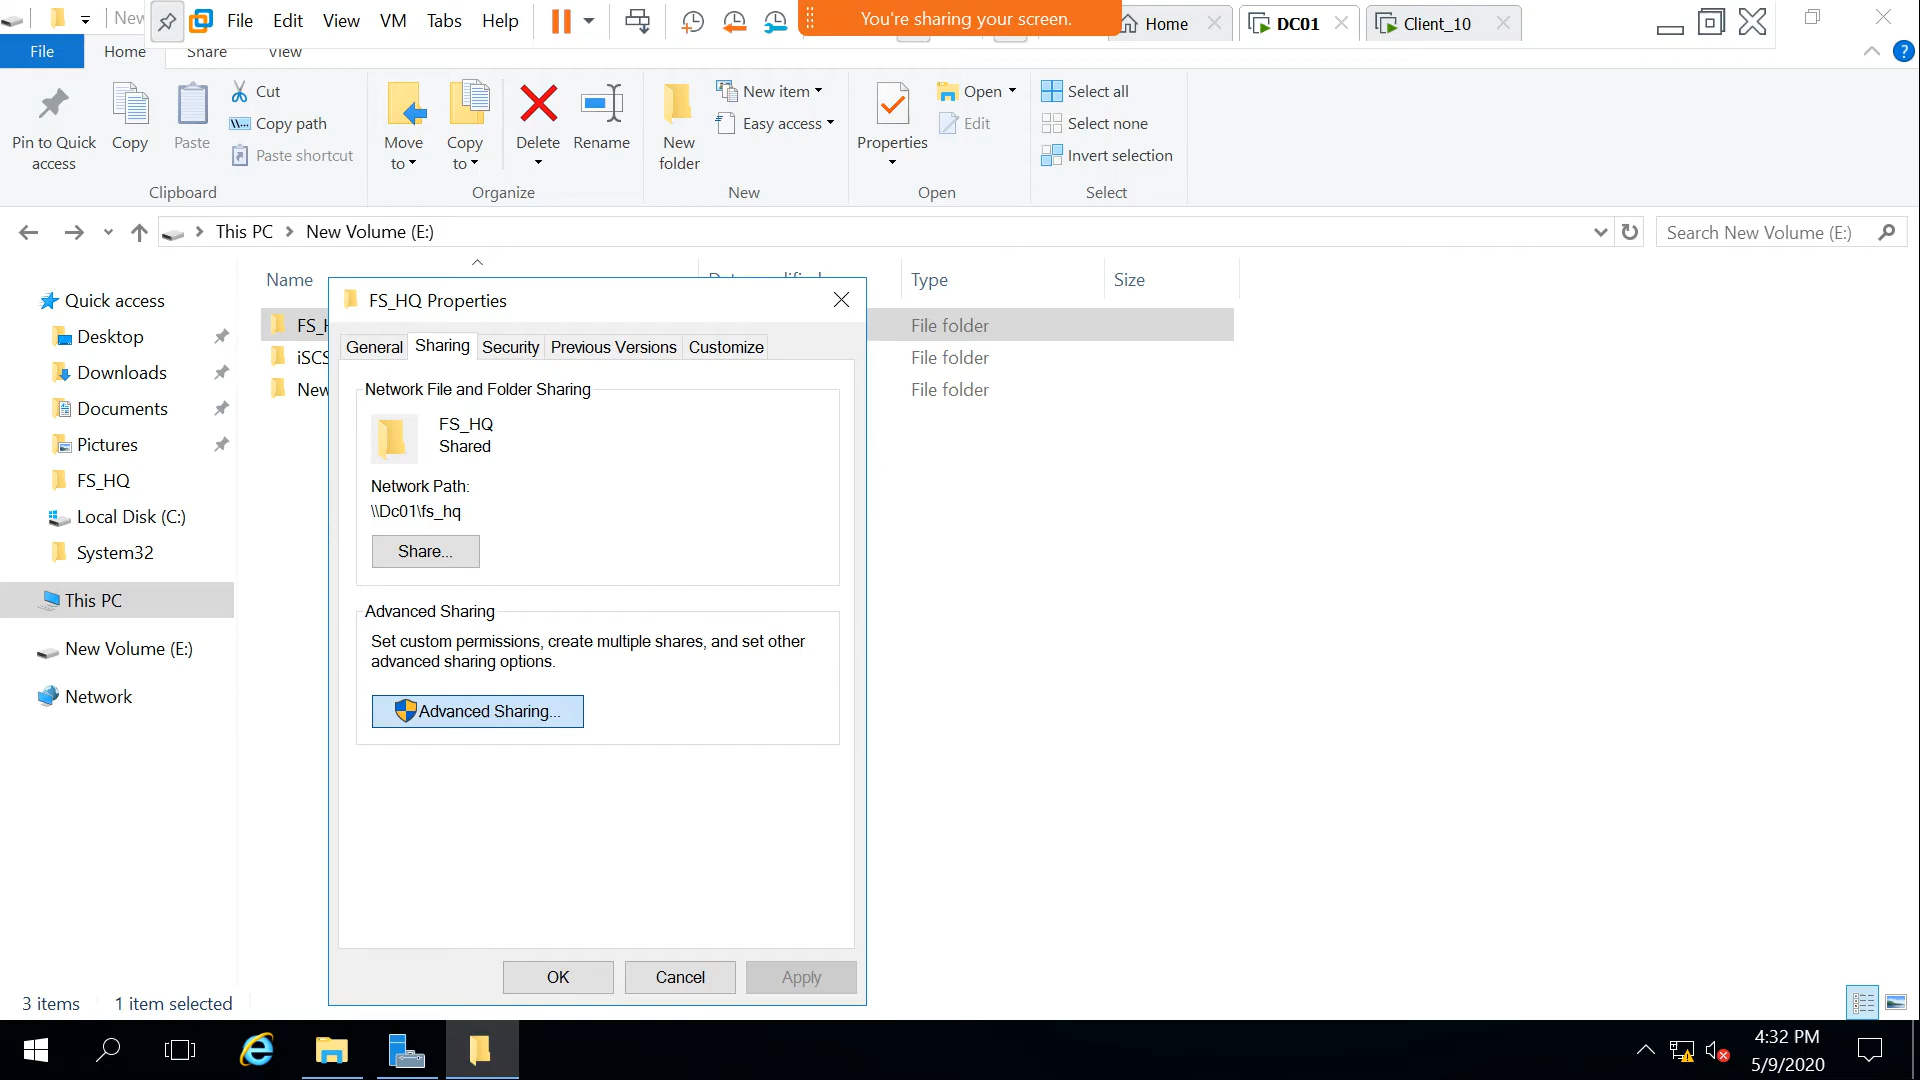 New
File Edit View VM Tabs Help
You're sharing your screen.
Home
DC01
Client_10
File Home Share View
?
Pin to Quick
access
Copy
Paste
Cut
Copy path
Paste shortcut
Clipboard
Move
to
Copy
to
Delete
Rename
Organize
New
folder
New item
Easy access
New
Properties
Open
Edit
Open
Select all
Select none
Invert selection
Select
This PC > New Volume (E:)
Search New Volume (E:)
Quick access
Desktop
Downloads
Documents
Pictures
FS_HQ
Local Disk (C:)
System32
This PC
New Volume (E:)
Network
Name
Type
Size
FS_H
File folder
iSCS
File folder
New
File folder
FS_HQ Properties
General Sharing Security Previous Versions Customize
Network File and Folder Sharing
FS_HQ
Shared
Network Path:
\\Dc01\fs_hq
Share...
Advanced Sharing
Set custom permissions, create multiple shares, and set other
advanced sharing options.
Advanced Sharing...
OK Cancel Apply
3 items 1 item selected
4:32 PM
5/9/2020